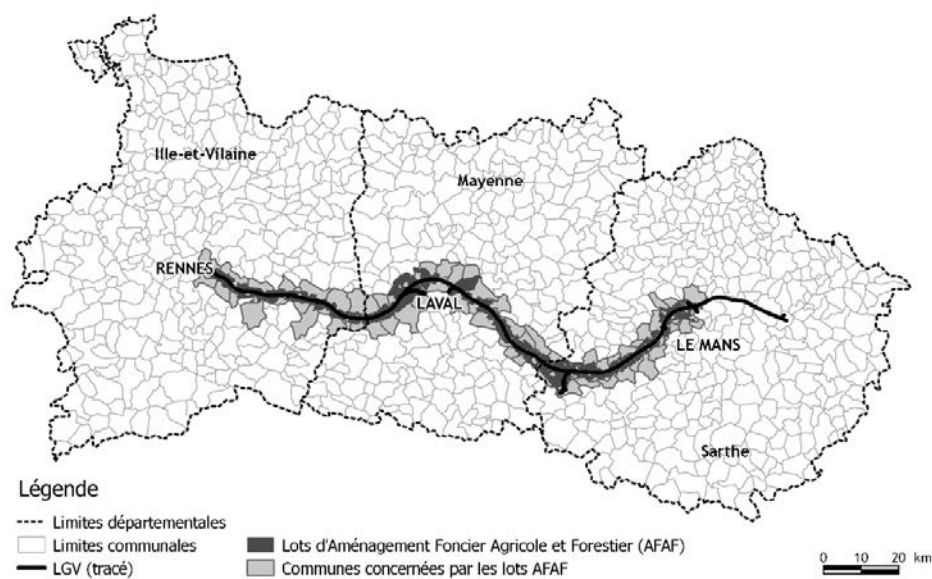 Ille-et-Vilaine
Mayenne
RENNES
LAVAL
LE MANS
Sarthe
Légende
Limites départementales
Limites communales
LGV (tracé)
Lots d'Aménagement Foncier Agricole et Forestier (AFAF)
Communes concernées par les lots AFAF
0 10 20 km